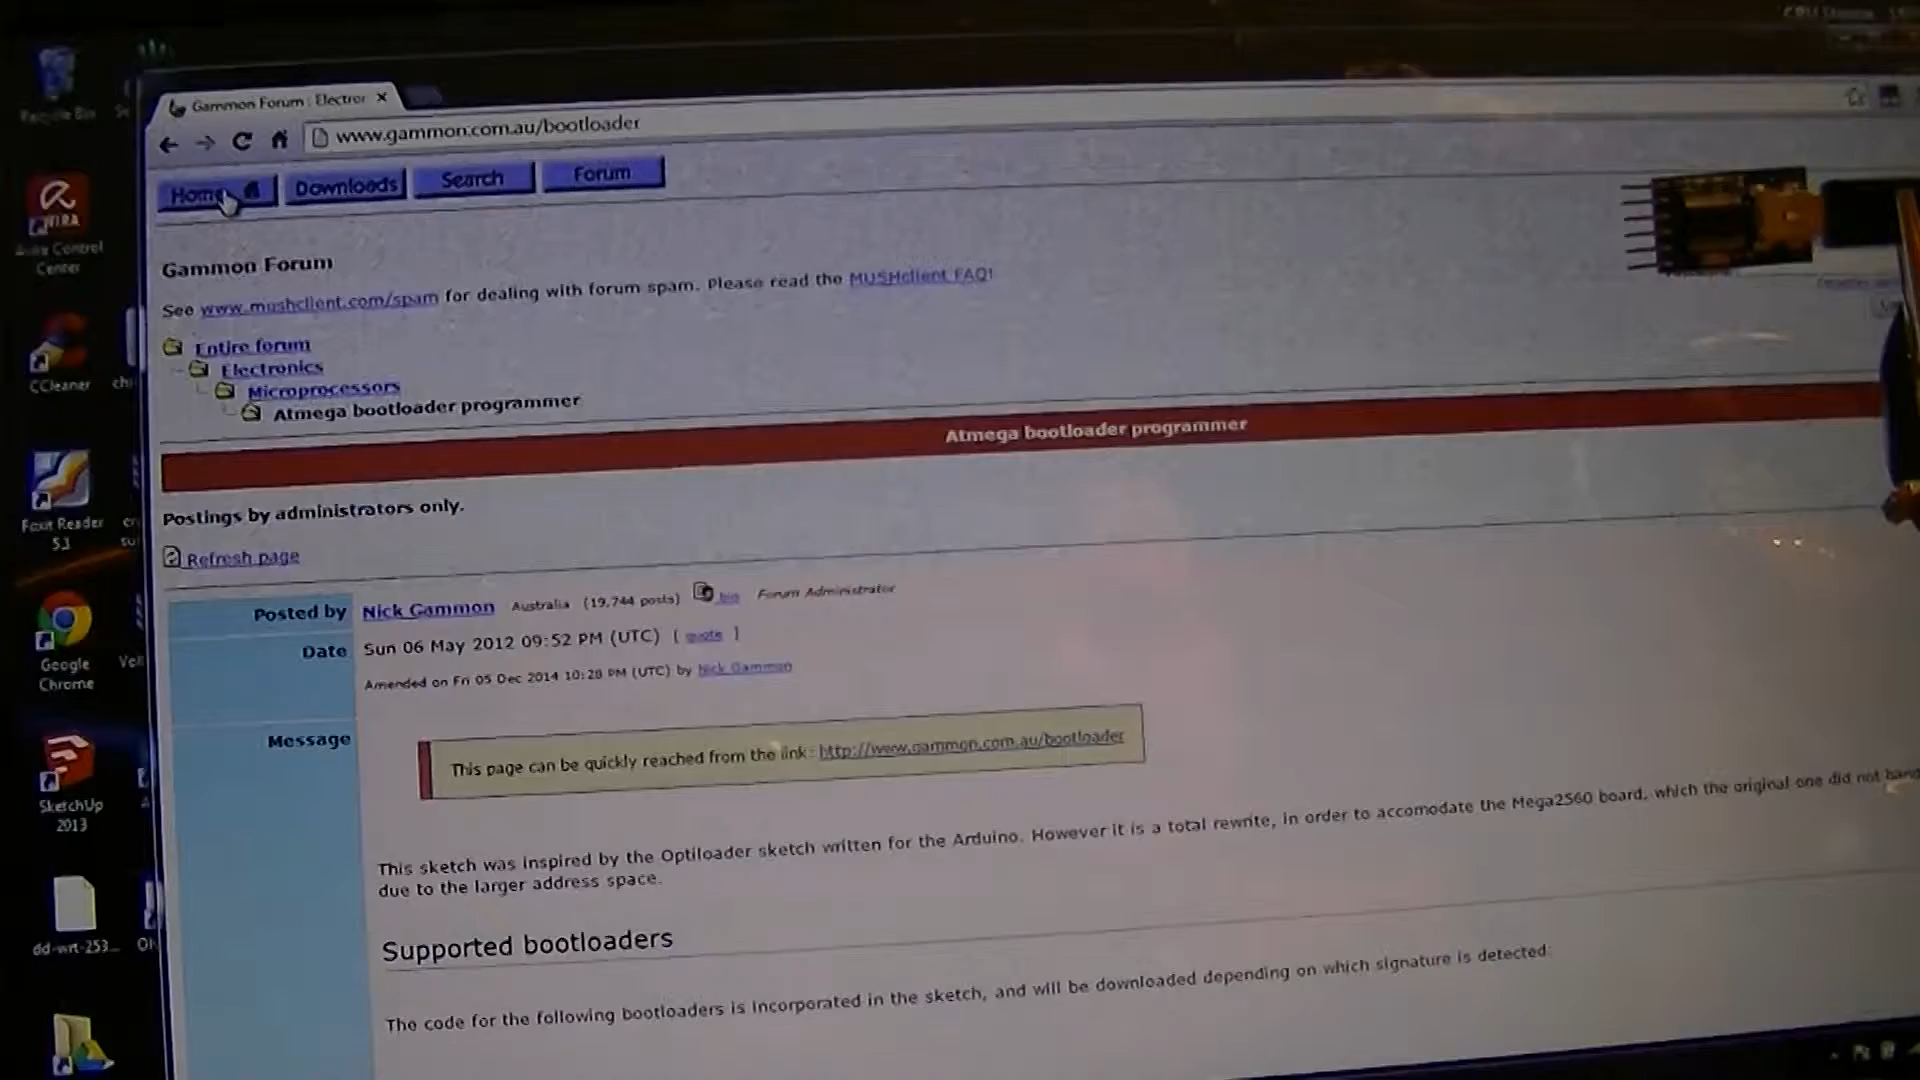 Recycle Bin
Gammon Forum : Electror
www.gammon.com.au/bootloader
Home
Downloads
Search
Forum
Control
Center
Gammon Forum
See www.mushclient.com/spam for dealing with forum spam. Please read the MUSHclient FAQ!
Entire forum
Electronics
Microprocessors
Atmega bootloader programmer
CCleaner
Atmega bootloader programmer
Postings by administrators only.
Foxit Reader
5.1
Refresh page
Posted by Nick Gammon Australia (19,744 posts) bio Forum Administrator
Date Sun 06 May 2012 09:52 PM (UTC) [ quote ]
Amended on Fri 05 Dec 2014 10:28 PM (UTC) by Nick Gammon
Google
Chrome
Message
This page can be quickly reached from the link: http://www.gammon.com.au/bootloader
SketchUp
2013
This sketch was inspired by the Optiloader sketch written for the Arduino. However it is a total rewrite, in order to accomodate the Mega2560 board, which the original one did not hand
due to the larger address space.
dd-wrt-253...
Supported bootloaders
The code for the following bootloaders is incorporated in the sketch, and will be downloaded depending on which signature is detected: